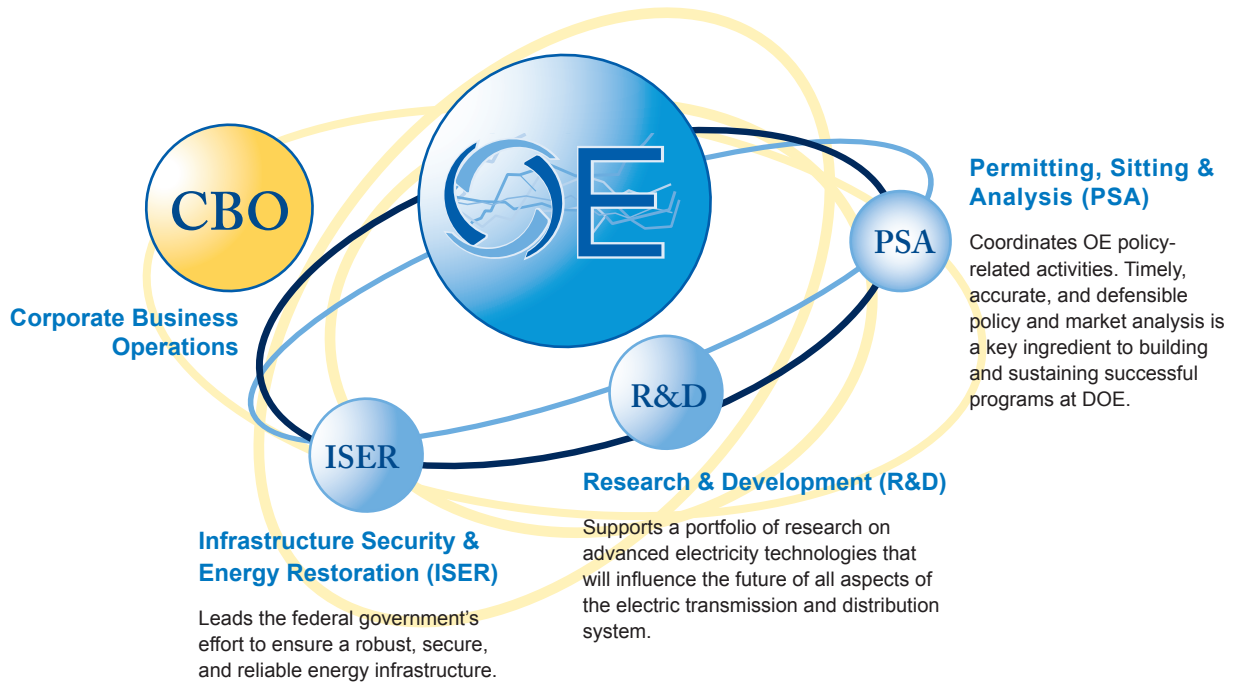 OE
CBO
Corporate Business
Operations
PSA
Permitting, Sitting &
Analysis (PSA)
Coordinates OE policy-
related activities. Timely,
accurate, and defensible
policy and market analysis is
a key ingredient to building
and sustaining successful
programs at DOE.
R&D
Research & Development (R&D)
Supports a portfolio of research on
advanced electricity technologies that
will influence the future of all aspects of
the electric transmission and distribution
system.
ISER
Infrastructure Security &
Energy Restoration (ISER)
Leads the federal government’s
effort to ensure a robust, secure,
and reliable energy infrastructure.